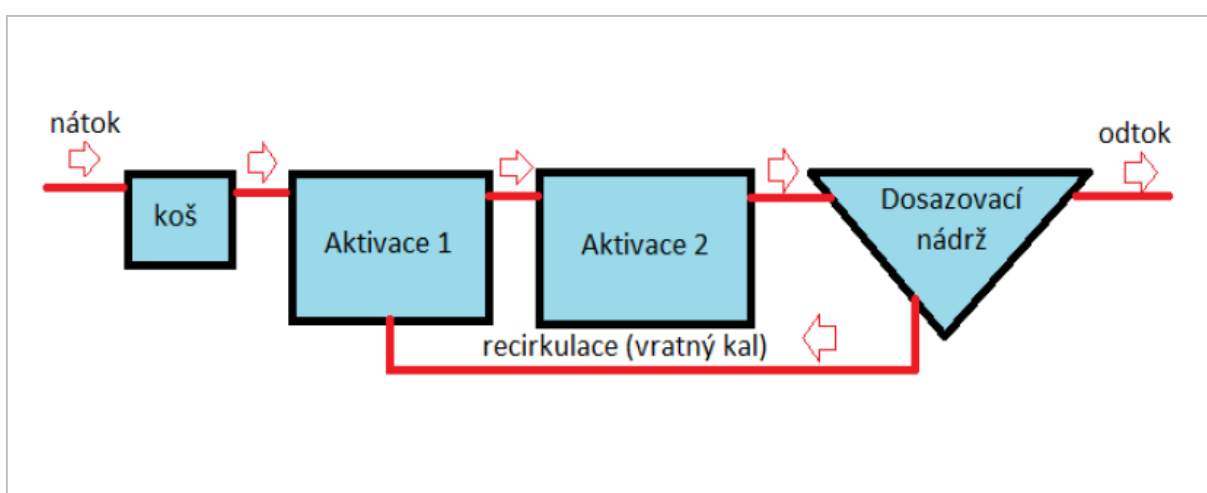 nátok
odtok
koš
Aktivace 1
Aktivace 2
Dosazovací
nádrž
recirkulace (vratný kal)